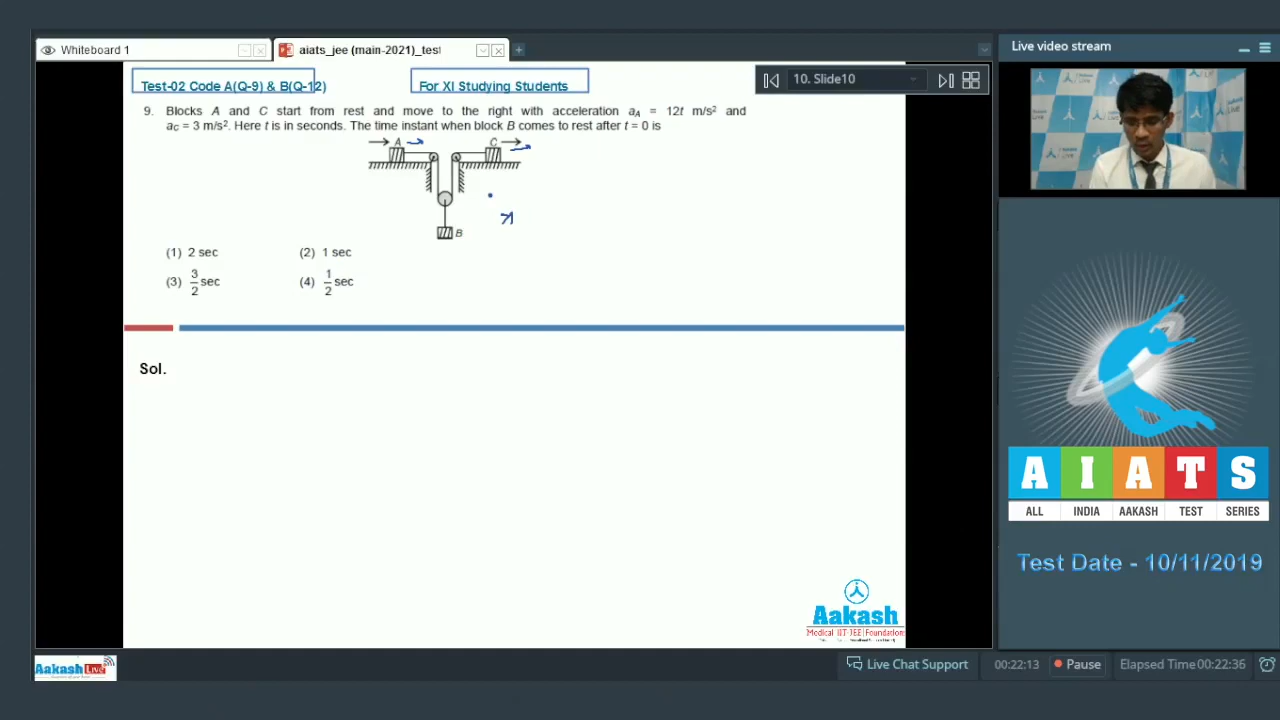 Whiteboard 1
aiats_jee (main-2021)_test
Live video stream
Test-02 Code A(Q-9) & B(Q-12)
For XI Studying Students
10. Slide10
9. Blocks A and C start from rest and move to the right with acceleration aA = 12t m/s² and
aC = 3 m/s². Here t is in seconds. The time instant when block B comes to rest after t = 0 is
A
C
B
(1) 2 sec
(2) 1 sec
(3) 3/2 sec
(4) 1/2 sec
Sol.
A I A T S
ALL INDIA AAKASH TEST SERIES
Test Date - 10/11/2019
Aakash
Medical|IIT-JEE|Foundations
Aakash Live
Live Chat Support
00:22:13
Pause
Elapsed Time 00:22:36